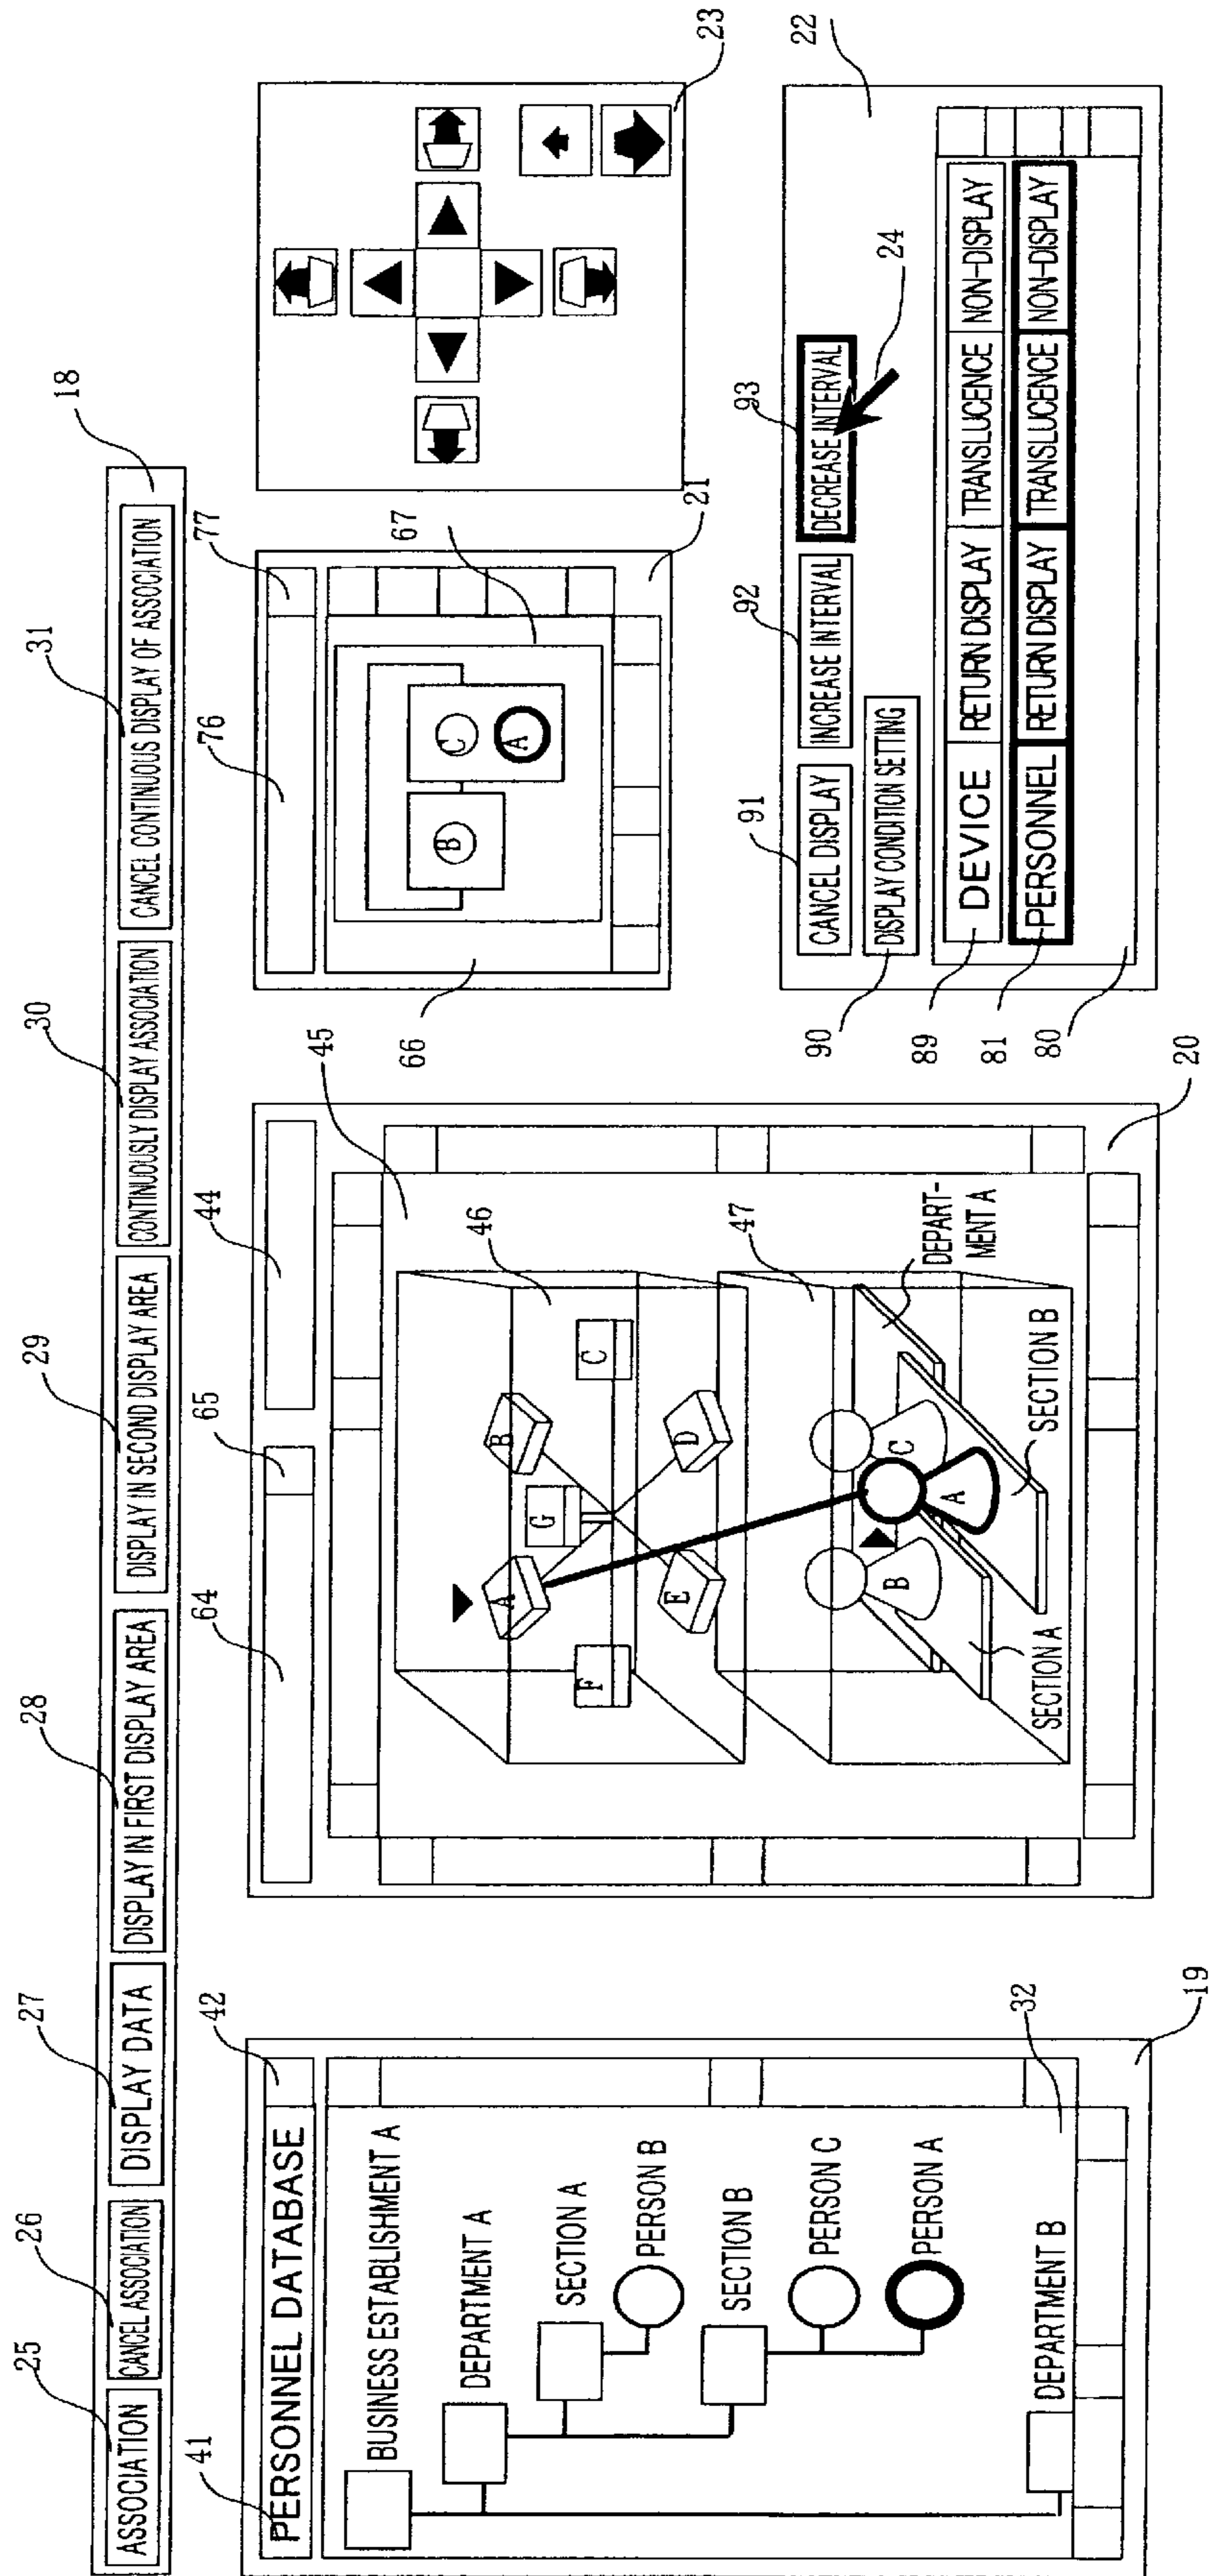 25
26
27
28
29
30
31
18
ASSOCIATION
CANCEL ASSOCIATION
DISPLAY DATA
DISPLAY IN FIRST DISPLAY AREA
DISPLAY IN SECOND DISPLAY AREA
CONTINUOUSLY DISPLAY ASSOCIATION
CANCEL CONTINUOUS DISPLAY OF ASSOCIATION
41
42
PERSONNEL DATABASE
BUSINESS ESTABLISHMENT A
DEPARTMENT A
SECTION A
PERSON B
SECTION B
PERSON C
PERSON A
DEPARTMENT B
32
19
64
65
44
45
46
A
B
G
C
F
E
D
47
B
C
A
DEPART-
MENT A
SECTION A
SECTION B
20
76
77
66
67
B
C
A
21
23
91
92
93
22
CANCEL DISPLAY
INCREASE INTERVAL
DECREASE INTERVAL
24
90
DISPLAY CONDITION SETTING
89
DEVICE
RETURN DISPLAY
TRANSLUCENCE
NON-DISPLAY
81
PERSONNEL
RETURN DISPLAY
TRANSLUCENCE
NON-DISPLAY
80